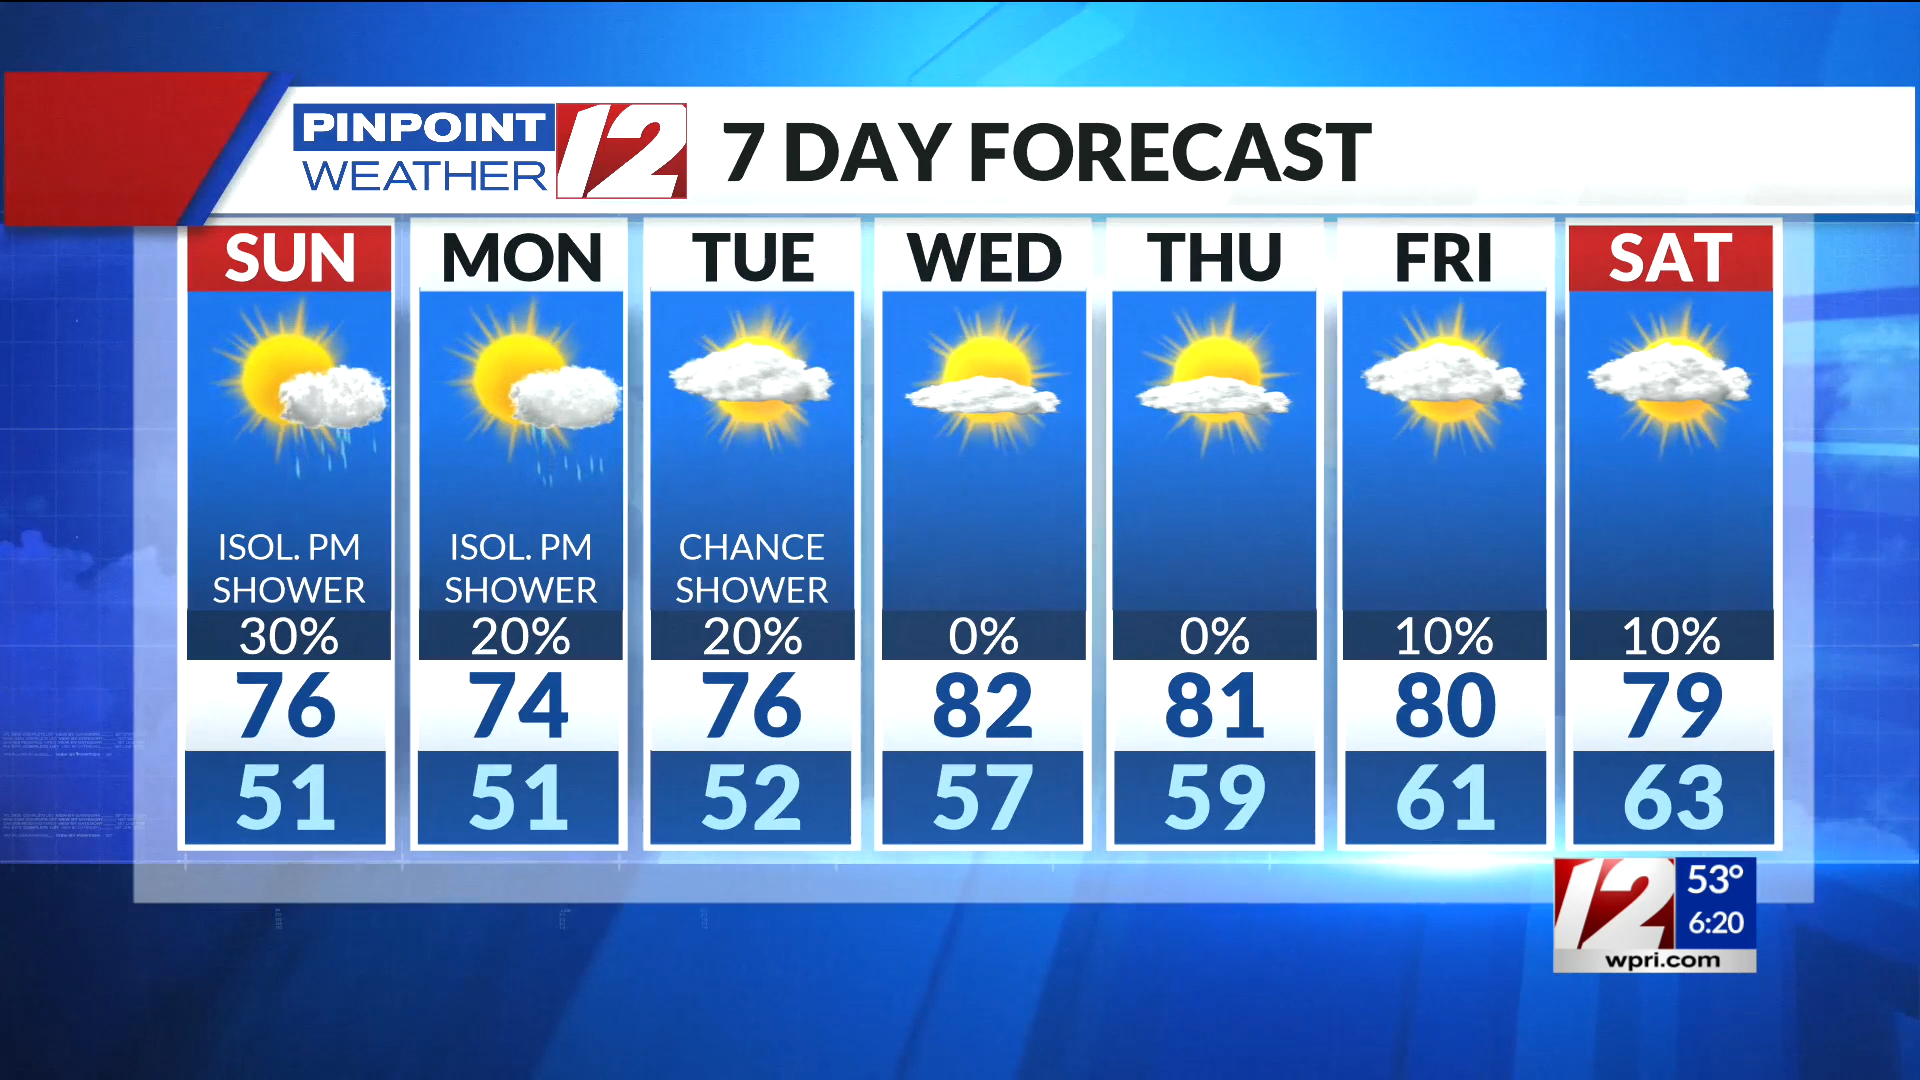 PINPOINT
WEATHER
12
7 DAY FORECAST
SUN MON TUE WED THU FRI SAT
ISOL. PM ISOL. PM CHANCE
SHOWER SHOWER SHOWER
30% 20% 20% 0% 0% 10% 10%
76 74 76 82 81 80 79
51 51 52 57 59 61 63
12
53°
6:20
wpri.com